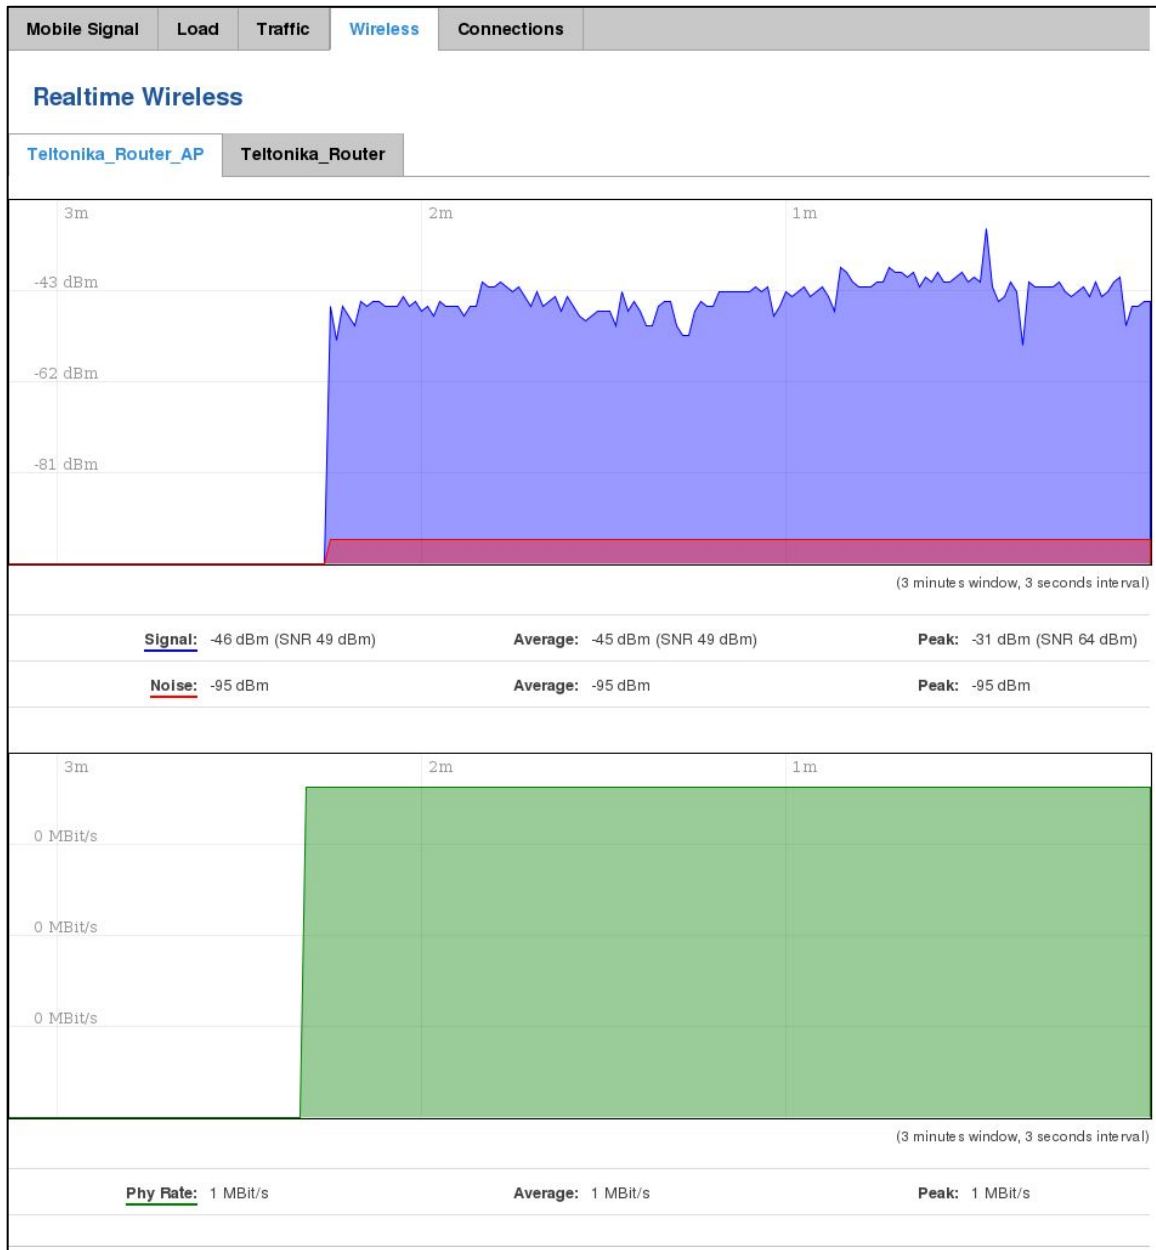 Mobile Signal Load Traffic Wireless Connections
Realtime Wireless
Teltonika_Router_AP Teltonika_Router
3m 2m 1m
-43 dBm
-62 dBm
-81 dBm
(3 minutes window, 3 seconds interval)
Signal: -46 dBm (SNR 49 dBm) Average: -45 dBm (SNR 49 dBm) Peak: -31 dBm (SNR 64 dBm)
Noise: -95 dBm Average: -95 dBm Peak: -95 dBm
3m 2m 1m
0 MBit/s
0 MBit/s
0 MBit/s
(3 minutes window, 3 seconds interval)
Phy Rate: 1 MBit/s Average: 1 MBit/s Peak: 1 MBit/s